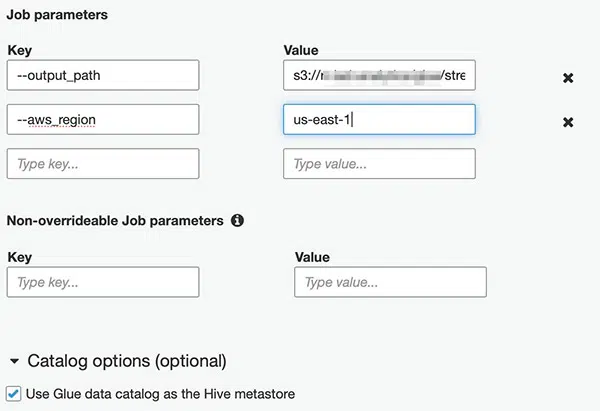 Job parameters
Key Value
--output_path s3:// /stre
--aws_region us-east-1
Type key... Type value...
Non-overrideable Job parameters
Key Value
Type key... Type value...
Catalog options (optional)
Use Glue data catalog as the Hive metastore